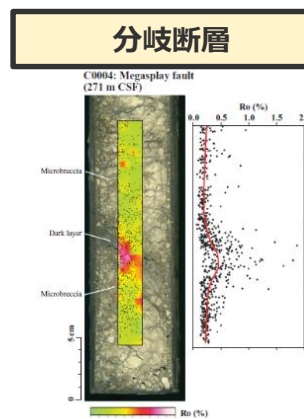 分岐断層
C0004: Megasplay fault
(271 m CSF)
Ro (%)
0.0 0.5 1.0 1.5 2
Microbreccia
Dark layer
Microbreccia
5 cm
0
Ro (%)